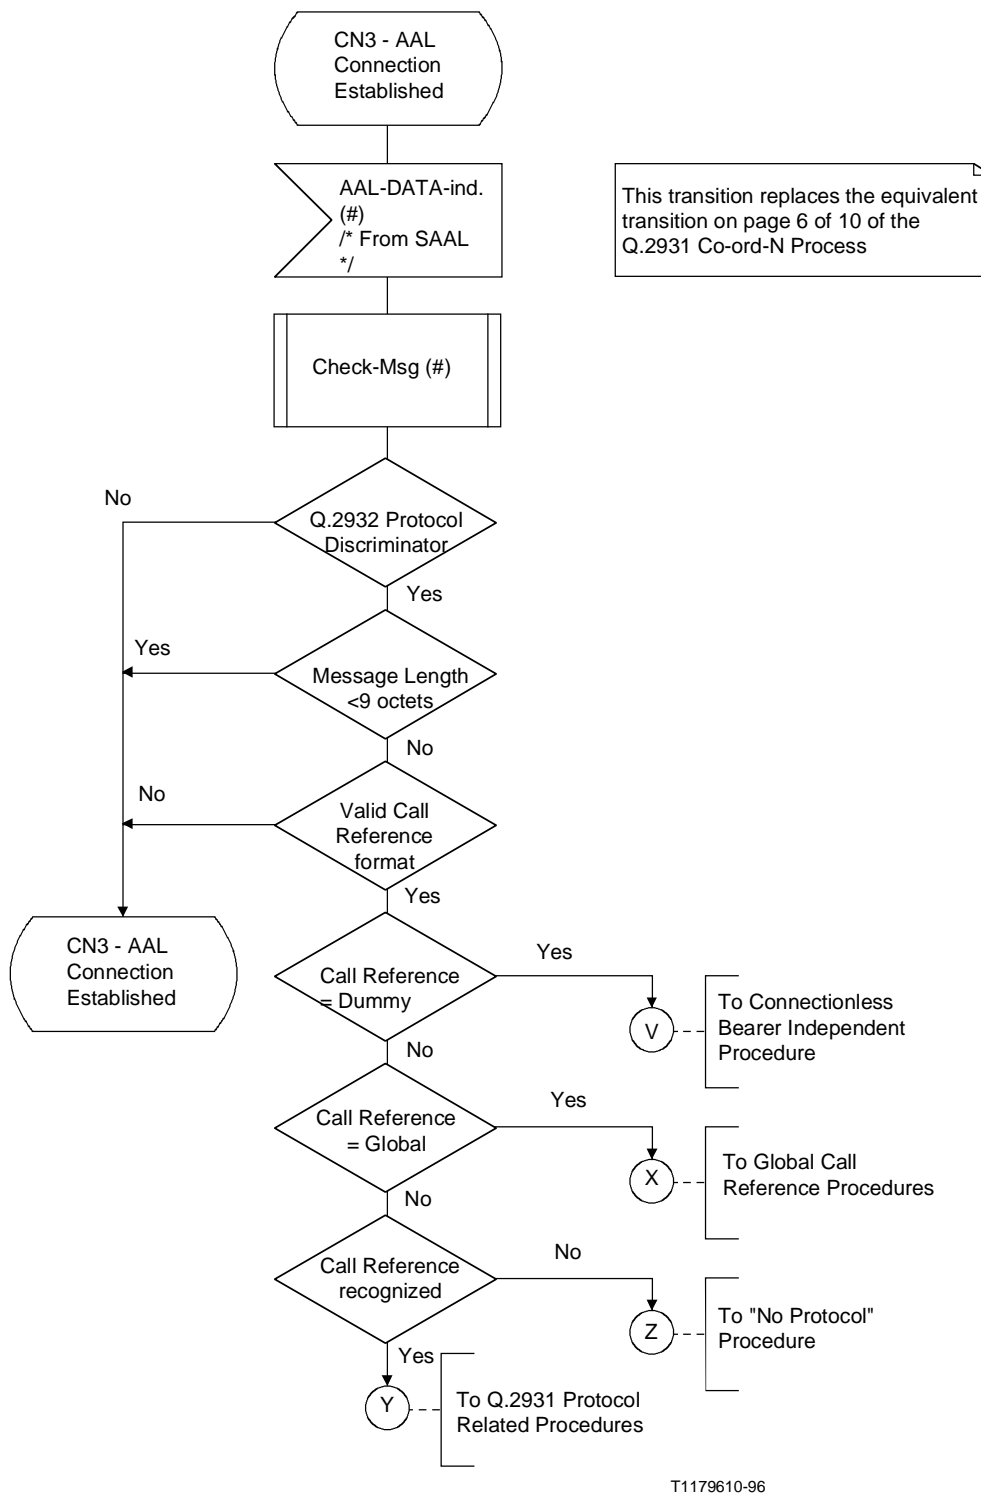 CN3 - AAL
Connection
Established
AAL-DATA-ind.
(#)
/* From SAAL
*/
This transition replaces the equivalent
transition on page 6 of 10 of the
Q.2931 Co-ord-N Process
Check-Msg (#)
No
Q.2932 Protocol
Discriminator
Yes
Yes
Message Length
<9 octets
No
No
Valid Call
Reference
format
Yes
CN3 - AAL
Connection
Established
Call Reference
= Dummy
Yes
V
To Connectionless
Bearer Independent
Procedure
No
Call Reference
= Global
Yes
X
To Global Call
Reference Procedures
No
Call Reference
recognized
No
Z
To "No Protocol"
Procedure
Yes
Y
To Q.2931 Protocol
Related Procedures
T1179610-96